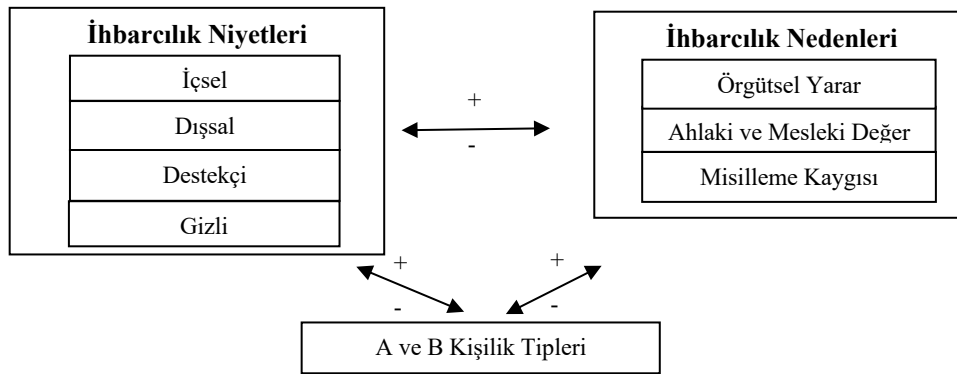 İhbarcılık Niyetleri
İçsel
Dışsal
Destekçi
Gizli
+
-
İhbarcılık Nedenleri
Örgütsel Yarar
Ahlaki ve Mesleki Değer
Misilleme Kaygısı
+
-
+
-
A ve B Kişilik Tipleri